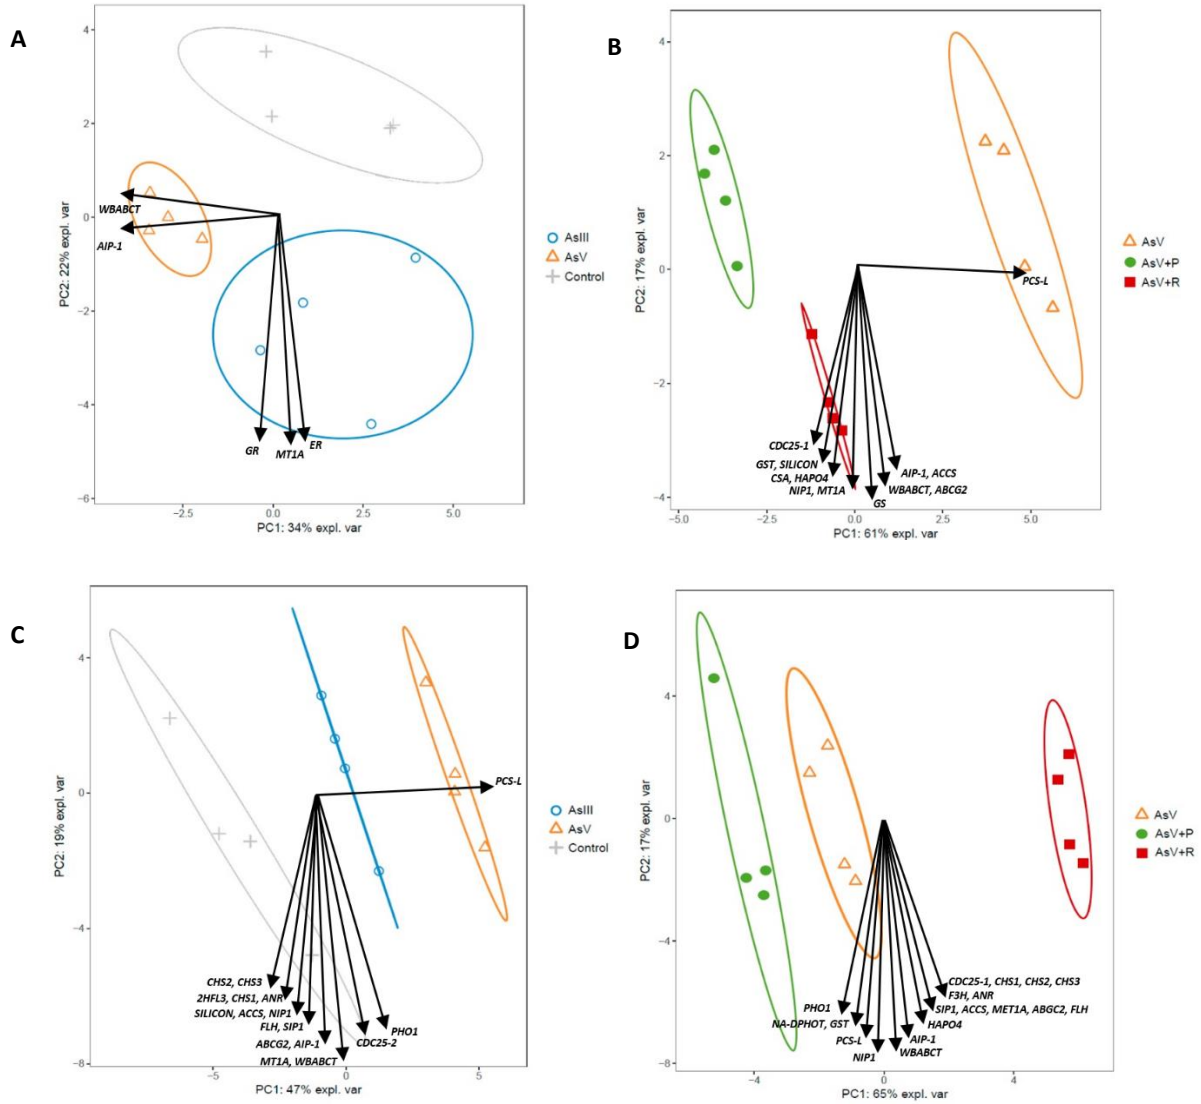 A
4
2
0
-2
-4
-6
PC2: 22% expl. var
WBABCT
AIP-1
GR
MT1A
ER
-2.5
0.0
2.5
5.0
PC1: 34% expl. var
AsIII
AsV
Control
B
4
2
0
-2
-4
PC2: 17% expl. var
PCS-L
CDC25-1
GST, SILICON
CSA, HAPO4
NIP1, MT1A
GS
WBABCT, ABCG2
AIP-1, ACCS
-5.0
-2.5
0.0
2.5
5.0
PC1: 61% expl. var
AsV
AsV+P
AsV+R
C
4
0
-4
-8
PC2: 19% expl. var
PCS-L
CHS2, CHS3
2HFL3, CHS1, ANR
SILICON, ACCS, NIP1
FLH, SIP1
ABCG2, AIP-1
MT1A, WBABCT
CDC25-2
PHO1
-5
0
5
PC1: 47% expl. var
AsIII
AsV
Control
D
4
0
-4
-8
PC2: 17% expl. var
PHO1
NA-DPHOT, GST
PCS-L
NIP1
WBABCT
AIP-1
HAPO4
SIP1, ACCS, MET1A, ABGC2, FLH
F3H, ANR
CDC25-1, CHS1, CHS2, CHS3
-4
0
4
PC1: 65% expl. var
AsV
AsV+P
AsV+R